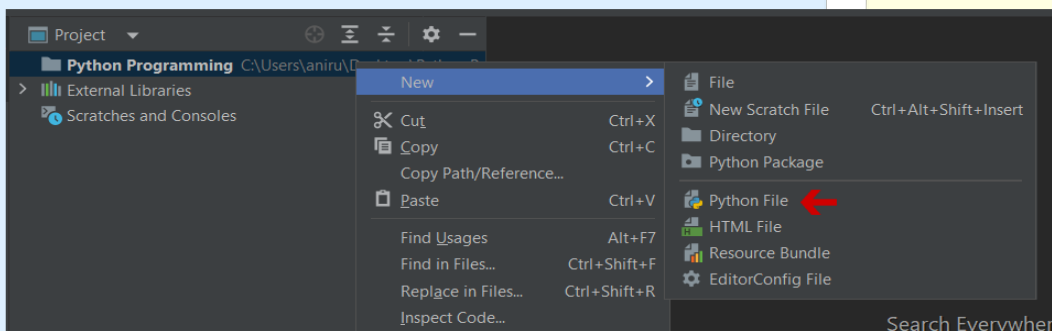 Project
Python Programming C:\Users\aniru\D
External Libraries
Scratches and Consoles
New
Cut Ctrl+X
Copy Ctrl+C
Copy Path/Reference...
Paste Ctrl+V
Find Usages Alt+F7
Find in Files... Ctrl+Shift+F
Replace in Files... Ctrl+Shift+R
Inspect Code...
File
New Scratch File Ctrl+Alt+Shift+Insert
Directory
Python Package
Python File
HTML File
Resource Bundle
EditorConfig File
Search Everywher